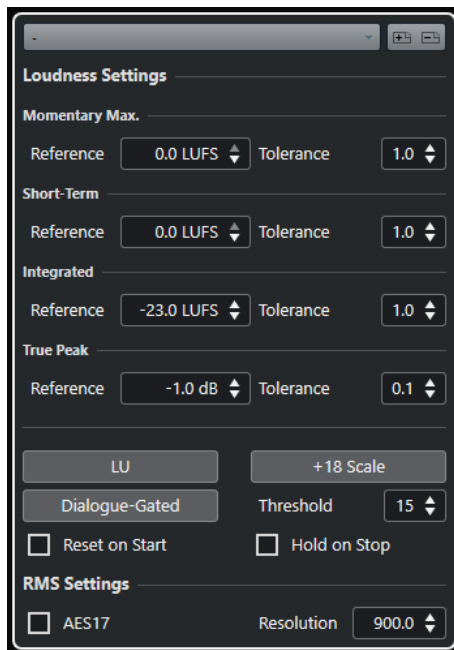 -
Loudness Settings
Momentary Max.
Reference 0.0 LUFS Tolerance 1.0
Short-Term
Reference 0.0 LUFS Tolerance 1.0
Integrated
Reference -23.0 LUFS Tolerance 1.0
True Peak
Reference -1.0 dB Tolerance 0.1
LU +18 Scale
Dialogue-Gated Threshold 15
Reset on Start Hold on Stop
RMS Settings
AES17 Resolution 900.0